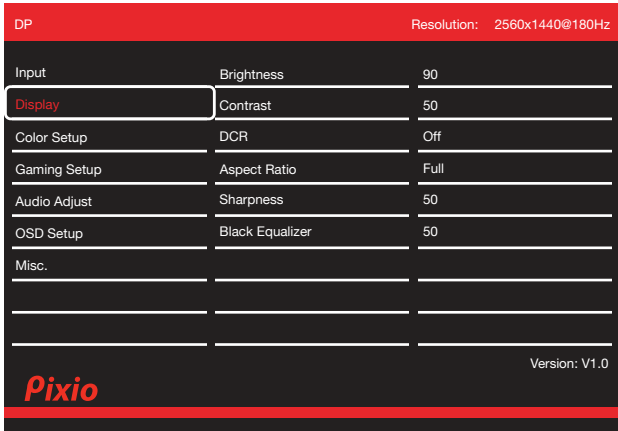 DP Resolution: 2560x1440@180Hz
Input Brightness 90
Display Contrast 50
Color Setup DCR Off
Gaming Setup Aspect Ratio Full
Audio Adjust Sharpness 50
OSD Setup Black Equalizer 50
Misc.
Version: V1.0
Pixio